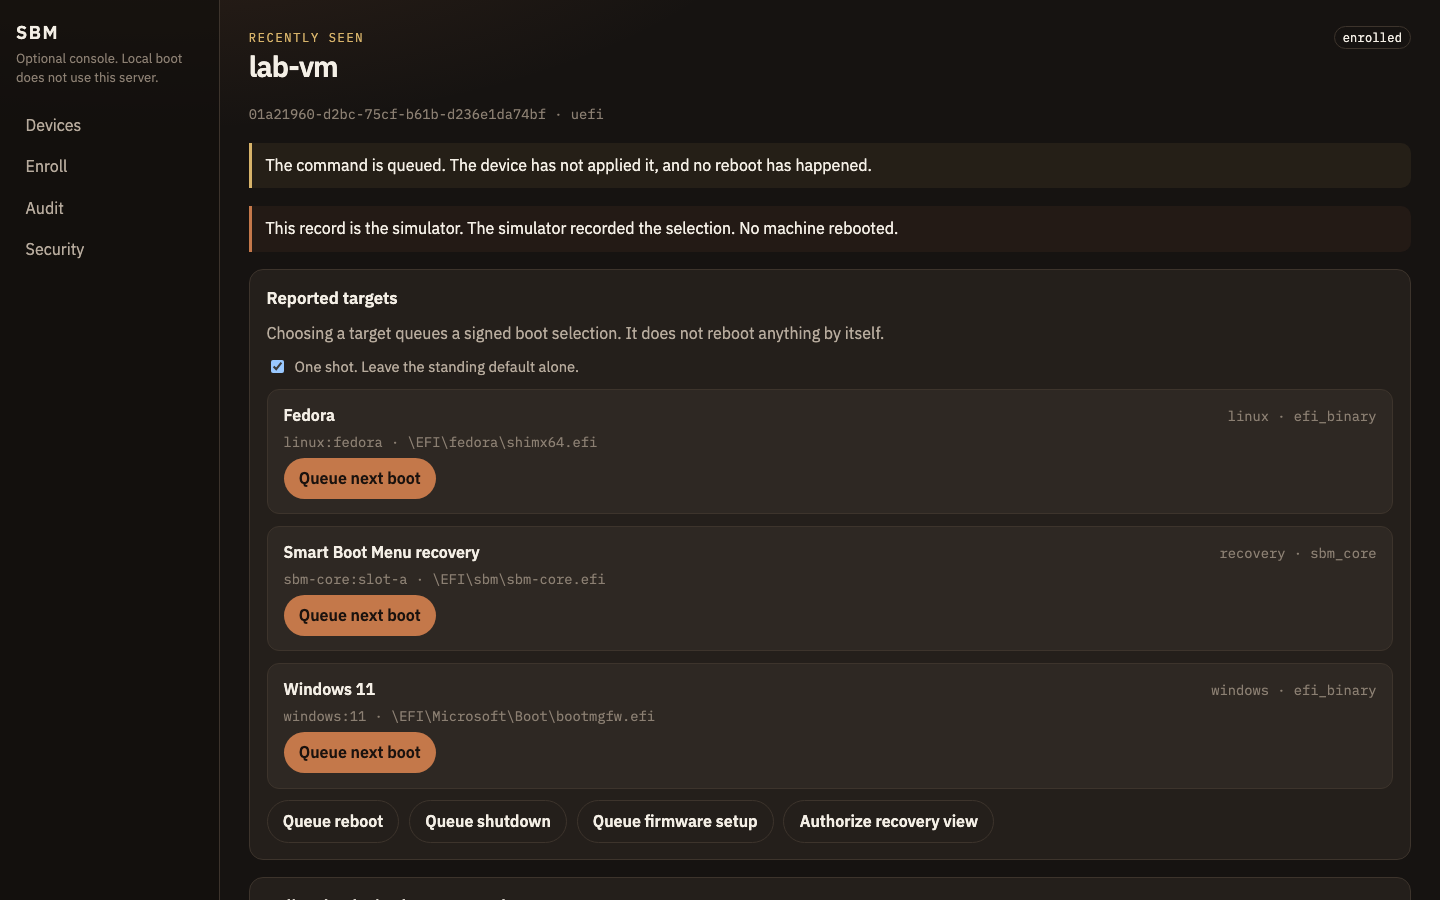 SBM
Optional console. Local boot
does not use this server.
Devices
Enroll
Audit
Security
RECENTLY SEEN
enrolled
lab-vm
01a21960-d2bc-75cf-b61b-d236e1da74bf · uefi
The command is queued. The device has not applied it, and no reboot has happened.
This record is the simulator. The simulator recorded the selection. No machine rebooted.
Reported targets
Choosing a target queues a signed boot selection. It does not reboot anything by itself.
One shot. Leave the standing default alone.
Fedora
linux · efi_binary
linux:fedora · \EFI\fedora\shimx64.efi
Queue next boot
Smart Boot Menu recovery
recovery · sbm_core
sbm-core:slot-a · \EFI\sbm\sbm-core.efi
Queue next boot
Windows 11
windows · efi_binary
windows:11 · \EFI\Microsoft\Boot\bootmgfw.efi
Queue next boot
Queue reboot
Queue shutdown
Queue firmware setup
Authorize recovery view